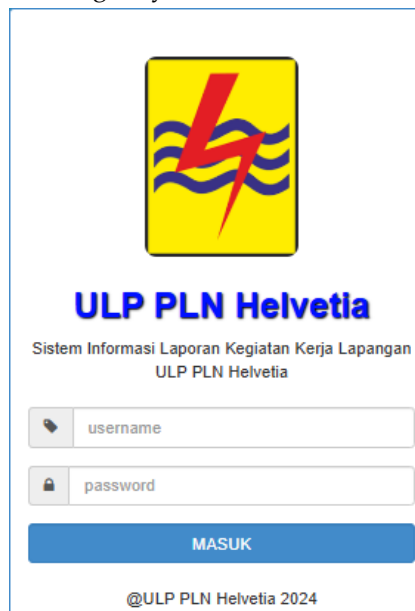 ULP PLN Helvetia
Sistem Informasi Laporan Kegiatan Kerja Lapangan
ULP PLN Helvetia
username
password
MASUK
@ULP PLN Helvetia 2024